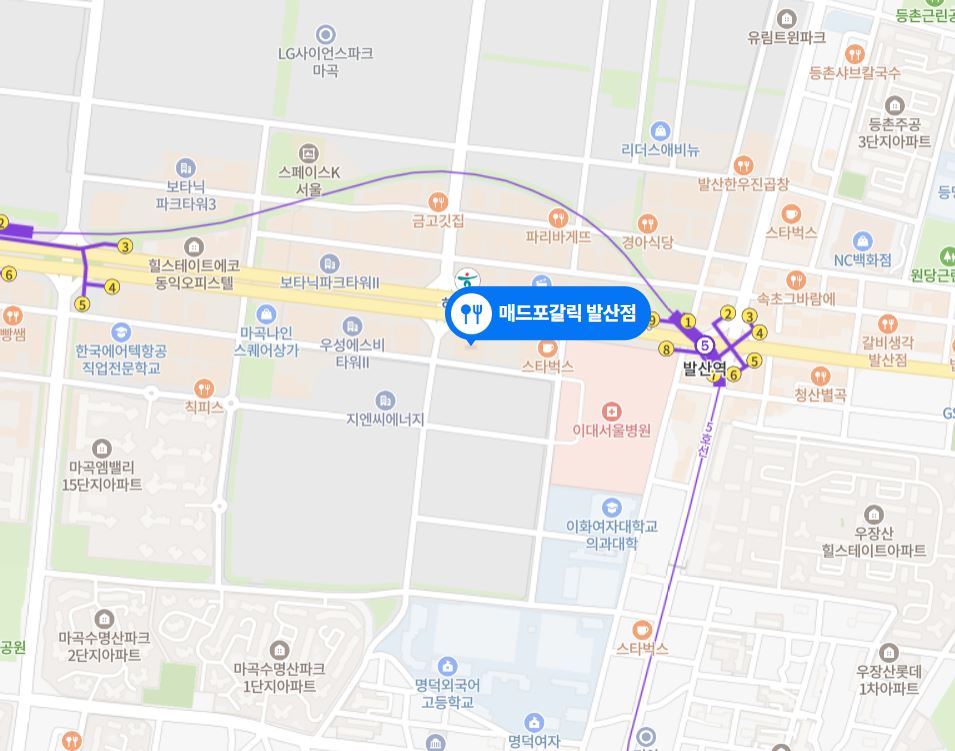 등촌근린공
유림트윈파크
LG사이언스파크
마곡
등촌샤브칼국수
등촌주공
3단지아파트
리더스애비뉴
스페이스K
서울
발산한우진곱창
보타닉
파크타워3
금고깃집
스타벅스
파리바게뜨
경아식당
2
3
힐스테이트에코
동익오피스텔
NC백화점
원당근린
6
4
5
보타닉파크타워II
속초그바람에
매드포갈릭 발산점
9
1
2
3
4
빵쌤
마곡나인
스퀘어상가
우성에스비
타워II
갈비생각
발산점
한국에어텍항공
직업전문학교
8
5
5
발산역
7
6
스타벅스
청산별곡
칙피스
지엔씨에너지
이대서울병원
GS
5호선
마곡엠밸리
15단지아파트
이화여자대학교
의과대학
우장산
힐스테이트아파트
마곡수명산파크
2단지아파트
공원
스타벅스
마곡수명산파크
1단지아파트
우장산롯데
1차아파트
명덕외국어
고등학교
명덕여자